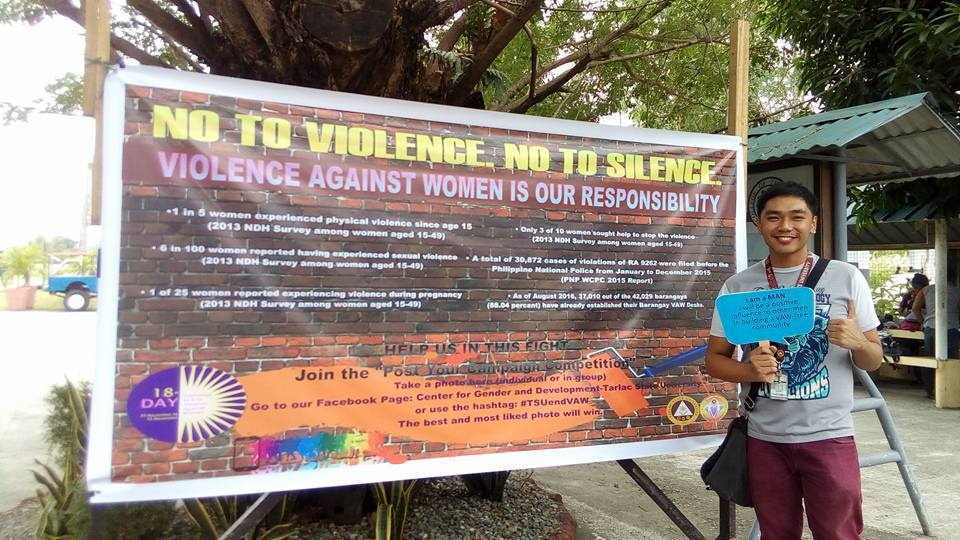 NO TO VIOLENCE. NO TO SILENCE.
VIOLENCE AGAINST WOMEN IS OUR RESPONSIBILITY
•1 in 5 women experienced physical violence since age 15
(2013 NDH Survey among women aged 15-49)
• 6 in 100 women reported having experienced sexual violence
(2013 NDH Survey among women aged 15-49)
• 1 of 25 women reported experiencing violence during pregnancy
(2013 NDH Survey among women aged 15-49)
• Only 3 of 10 women sought help to stop the violence
(2013 NDH Survey among women aged 15-49)
• A total of 30,872 cases of violations of RA 9262 were filed before the
Philippine National Police from January to December 2015
(PNP WCPC 2015 Report)
• As of August 2016, 37,010 out of the 42,029 barangays
(88.04 percent) have already established their Barangay VAW Desks.
HELP US IN THIS FIGHT
Join the "Post Your Campaign Competition"
Take a photo here (individual or in group)
Go to our Facebook Page: Center for Gender and Development-Tarlac State University
or use the hashtag: #TSUendVAW
The best and most liked photo will win.
18-
DAY
I am a MAN
I will be a positive
influence to other men
in building a VAW-free
community
LIONS